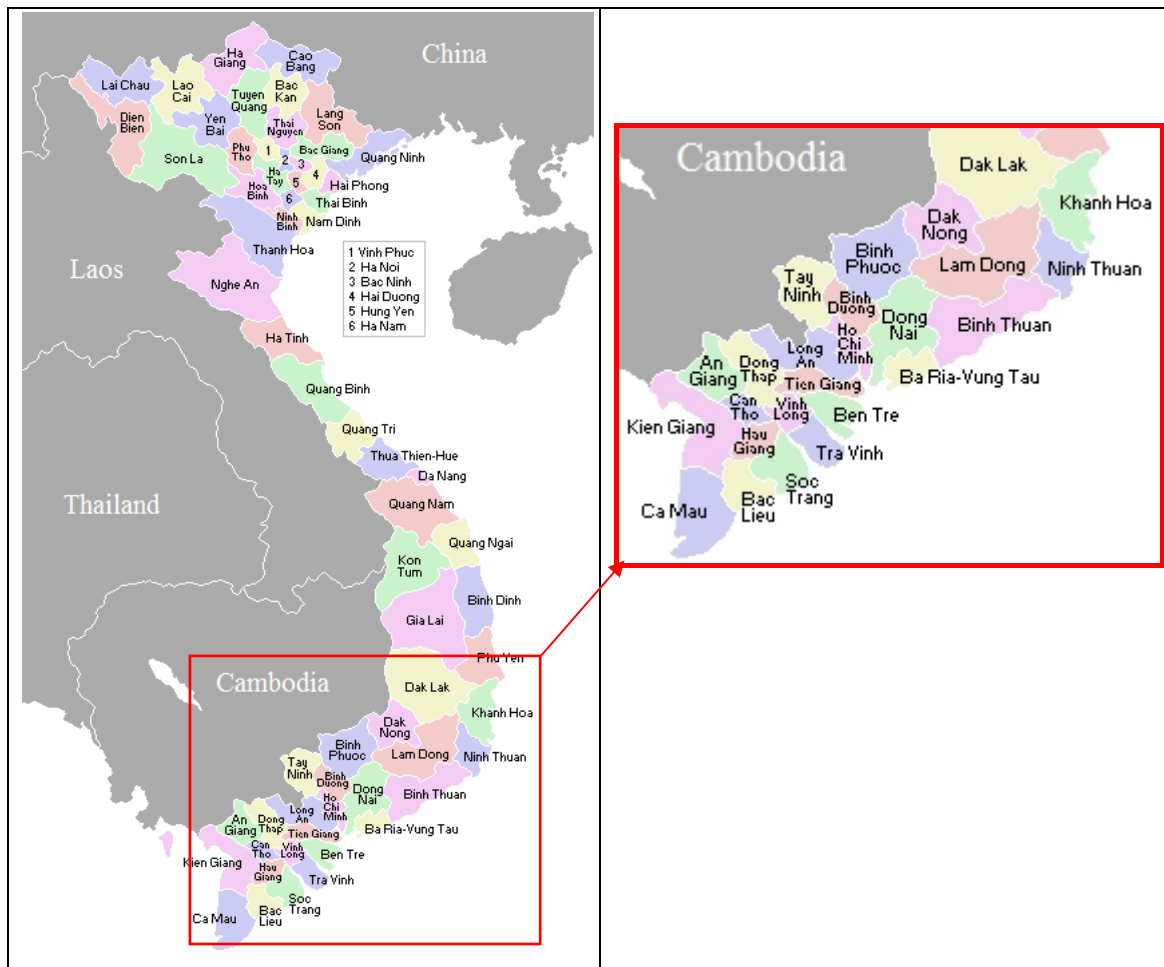 China
Ha
Giang
Cao
Bang
Lai Chau
Lao
Cai
Bac
Kan
Tuyen
Quang
Dien
Bien
Yen
Bai
Lang
Son
Thai
Nguyen
Phu
Tho
1
Bac Giang
Quang Ninh
Son La
2
3
Ha
Tay
4
5
Hai Phong
Hoa
Binh
6
Thai Binh
Ninh
Binh
Nam Dinh
Thanh Hoa
1 Vinh Phuc
2 Ha Noi
3 Bac Ninh
4 Hai Duong
5 Hung Yen
6 Ha Nam
Laos
Nghe An
Ha Tinh
Quang Binh
Quang Tri
Thua Thien-Hue
Da Nang
Thailand
Quang Nam
Quang Ngai
Kon
Tum
Binh Dinh
Gia Lai
Phu Yen
Cambodia
Dak Lak
Khanh Hoa
Dak
Nong
Binh
Phuoc
Lam Dong
Ninh Thuan
Tay
Ninh
Binh
Duong
Dong
Nai
Binh Thuan
Ho
Chi
Minh
Long
An
An
Giang
Dong
Thap
Tien Giang
Ba Ria-Vung Tau
Can
Tho
Vinh
Long
Ben Tre
Kien Giang
Hau
Giang
Tra Vinh
Soc
Trang
Ca Mau
Bac
Lieu
Cambodia
Dak Lak
Khanh Hoa
Dak
Nong
Binh
Phuoc
Lam Dong
Ninh Thuan
Tay
Ninh
Binh
Duong
Dong
Nai
Binh Thuan
Ho
Chi
Minh
Long
An
An
Giang
Dong
Thap
Tien Giang
Ba Ria-Vung Tau
Can
Tho
Vinh
Long
Ben Tre
Kien Giang
Hau
Giang
Tra Vinh
Soc
Trang
Ca Mau
Bac
Lieu